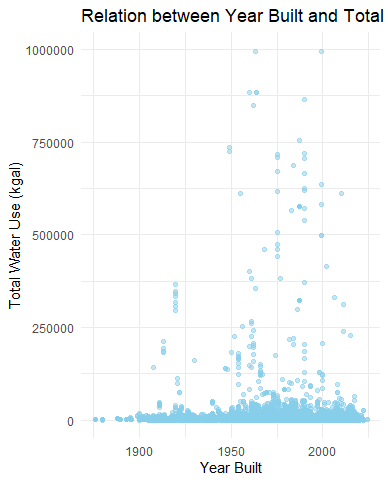 Relation between Year Built and Total
1000000
750000
500000
250000
0
Total Water Use (kgal)
1900
1950
2000
Year Built